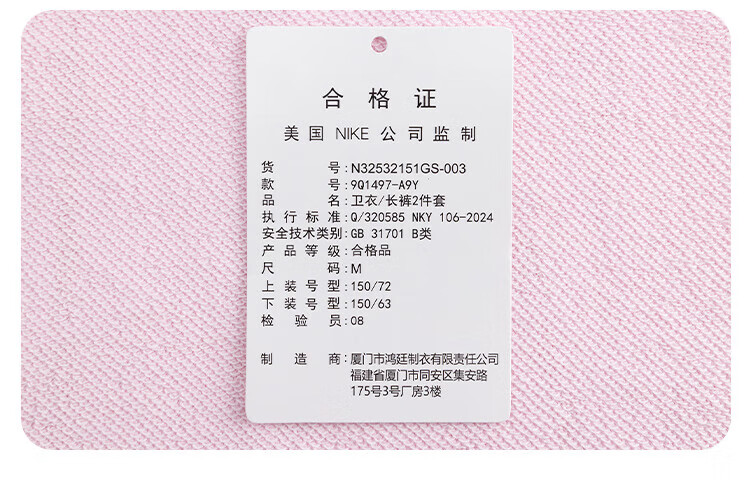 合格证
美国 NIKE 公司监制
货号:N32532151GS-003
款号:9Q1497-A9Y
品名:卫衣/长裤2件套
执行标准:Q/320585 NKY 106-2024
安全技术类别:GB 31701 B类
产品等级:合格品
尺码:M
上装号型:150/72
下装号型:150/63
检验员:08
制造商:厦门市鸿廷制衣有限责任公司
福建省厦门市同安区集安路
175号3号厂房3楼